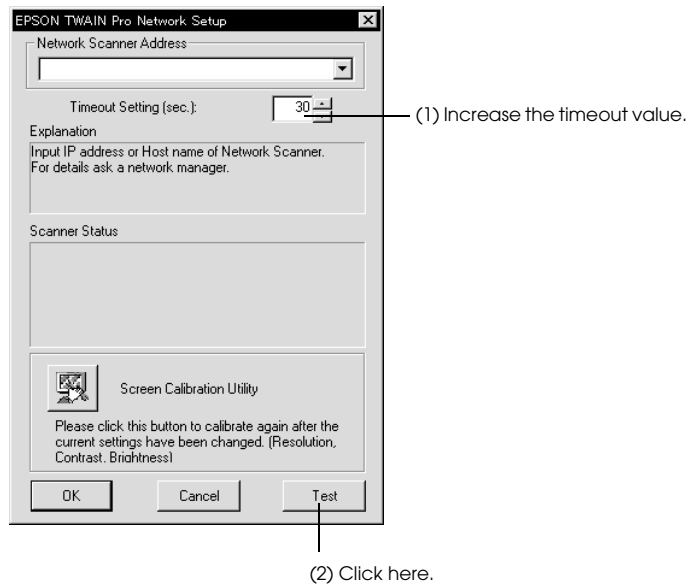 EPSON TWAIN Pro Network Setup
Network Scanner Address
Timeout Setting (sec.):
30
(1) Increase the timeout value.
Explanation
Input IP address or Host name of Network Scanner.
For details ask a network manager.
Scanner Status
Screen Calibration Utility
Please click this button to calibrate again after the
current settings have been changed. (Resolution,
Contrast, Brightness)
OK
Cancel
Test
(2) Click here.